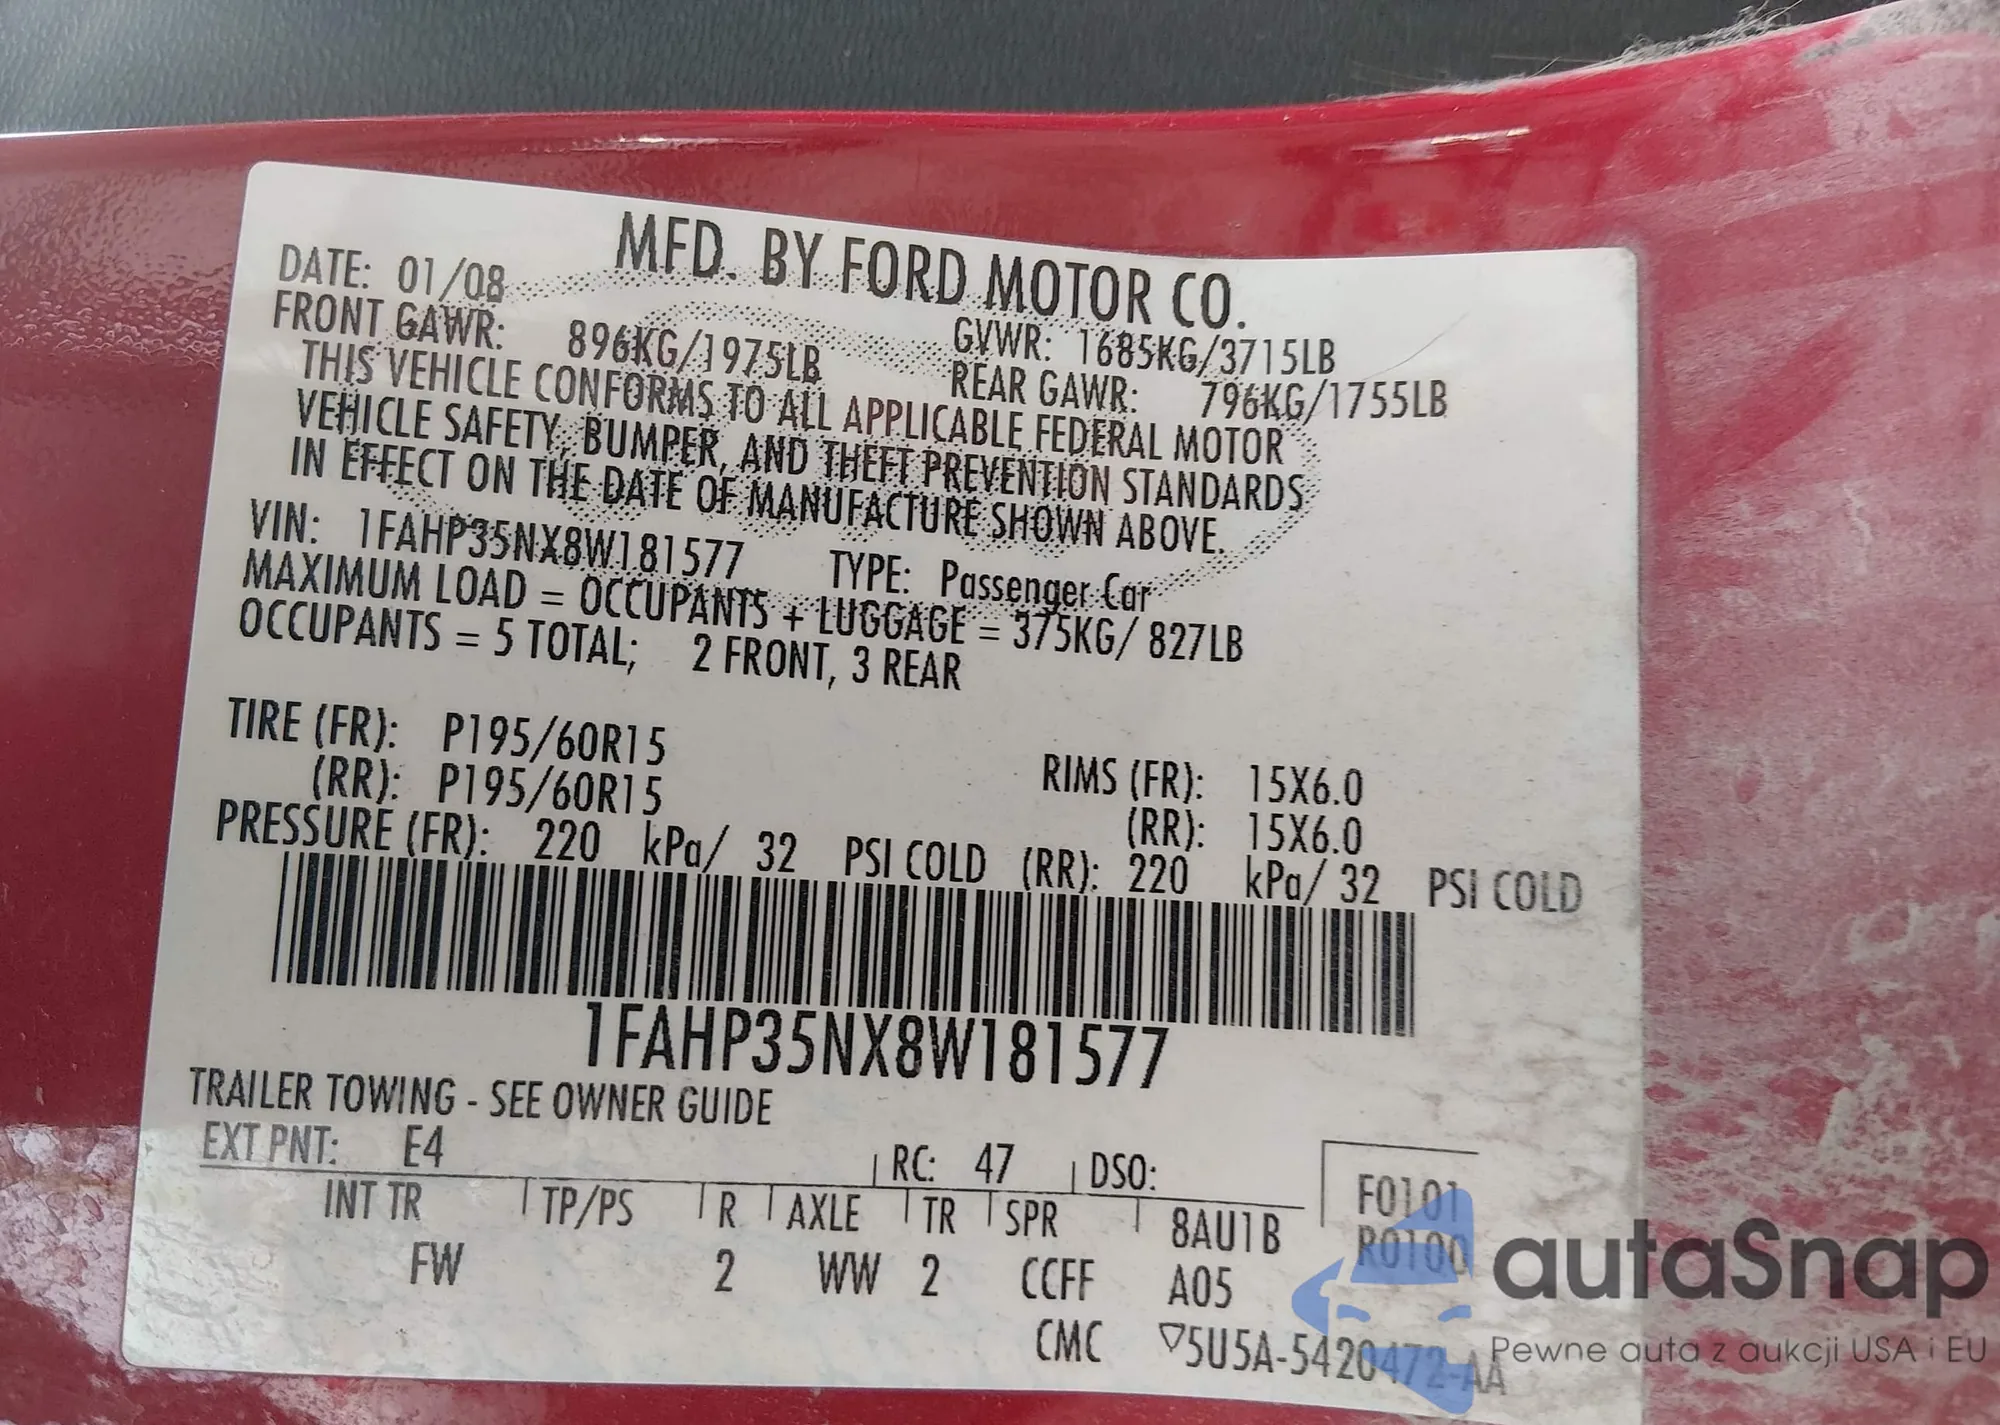 MFD. BY FORD MOTOR CO.
DATE: 01/08
GVWR: 1685KG/3715LB
FRONT GAWR: 896KG/1975LB
REAR GAWR: 796KG/1755LB
THIS VEHICLE CONFORMS TO ALL APPLICABLE FEDERAL MOTOR
VEHICLE SAFETY, BUMPER, AND THEFT PREVENTION STANDARDS
IN EFFECT ON THE DATE OF MANUFACTURE SHOWN ABOVE.
VIN: 1FAHP35NX8W181577 TYPE: Passenger Car
MAXIMUM LOAD = OCCUPANTS + LUGGAGE = 375KG/ 827LB
OCCUPANTS = 5 TOTAL; 2 FRONT, 3 REAR
TIRE (FR): P195/60R15 RIMS (FR): 15X6.0
(RR): P195/60R15 (RR): 15X6.0
PRESSURE (FR): 220 kPa/ 32 PSI COLD (RR): 220 kPa/ 32 PSI COLD
1FAHP35NX8W181577
TRAILER TOWING - SEE OWNER GUIDE
EXT PNT: E4 RC: 47 DSO: F0101
INT TR TP/PS R AXLE TR SPR 8AU1B R0100
FW 2 WW 2 CCFF A05
CMC ▽5U5A-5420472-AA
autaSnap
Pewne auta z aukcji USA i EU